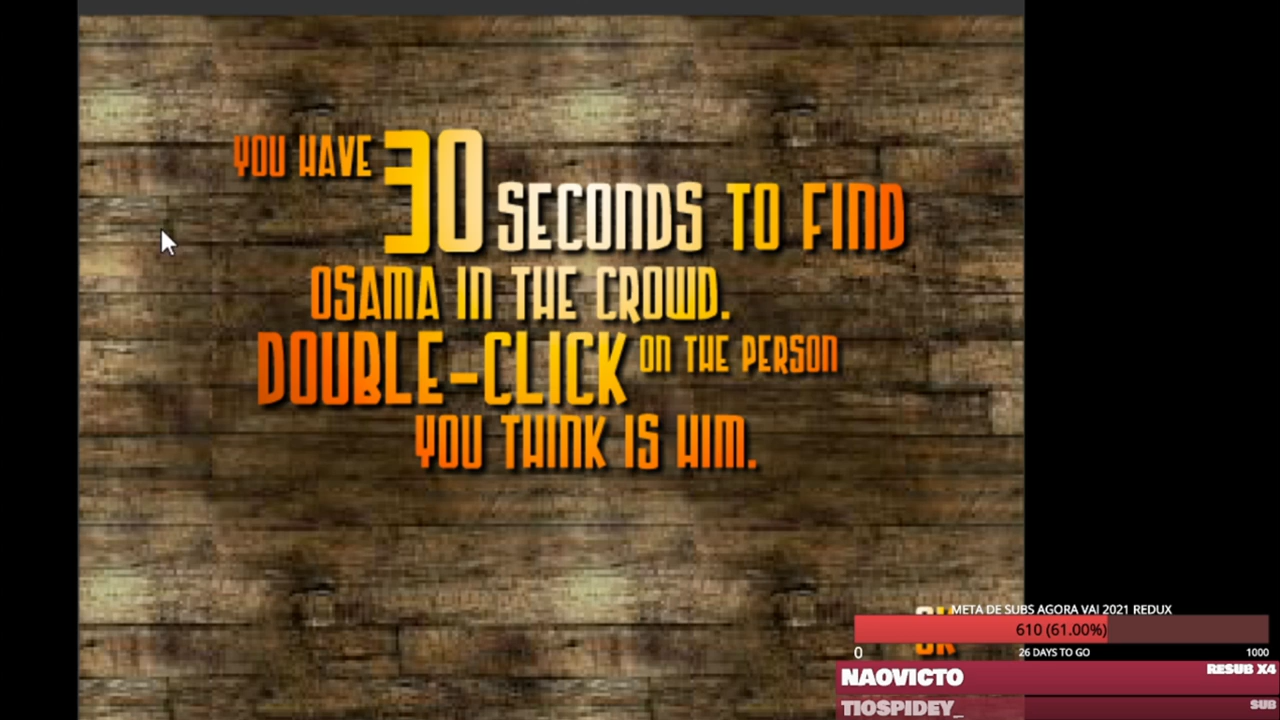 YOU HAVE 30 SECONDS TO FIND
OSAMA IN THE CROWD.
DOUBLE-CLICK ON THE PERSON
YOU THINK IS HIM.
OK
META DE SUBS AGORA VAI 2021 REDUX
610 (61.00%)
0 26 DAYS TO GO 1000
NAOVICTO RESUB X4
TIOSPIDEY_ SUB